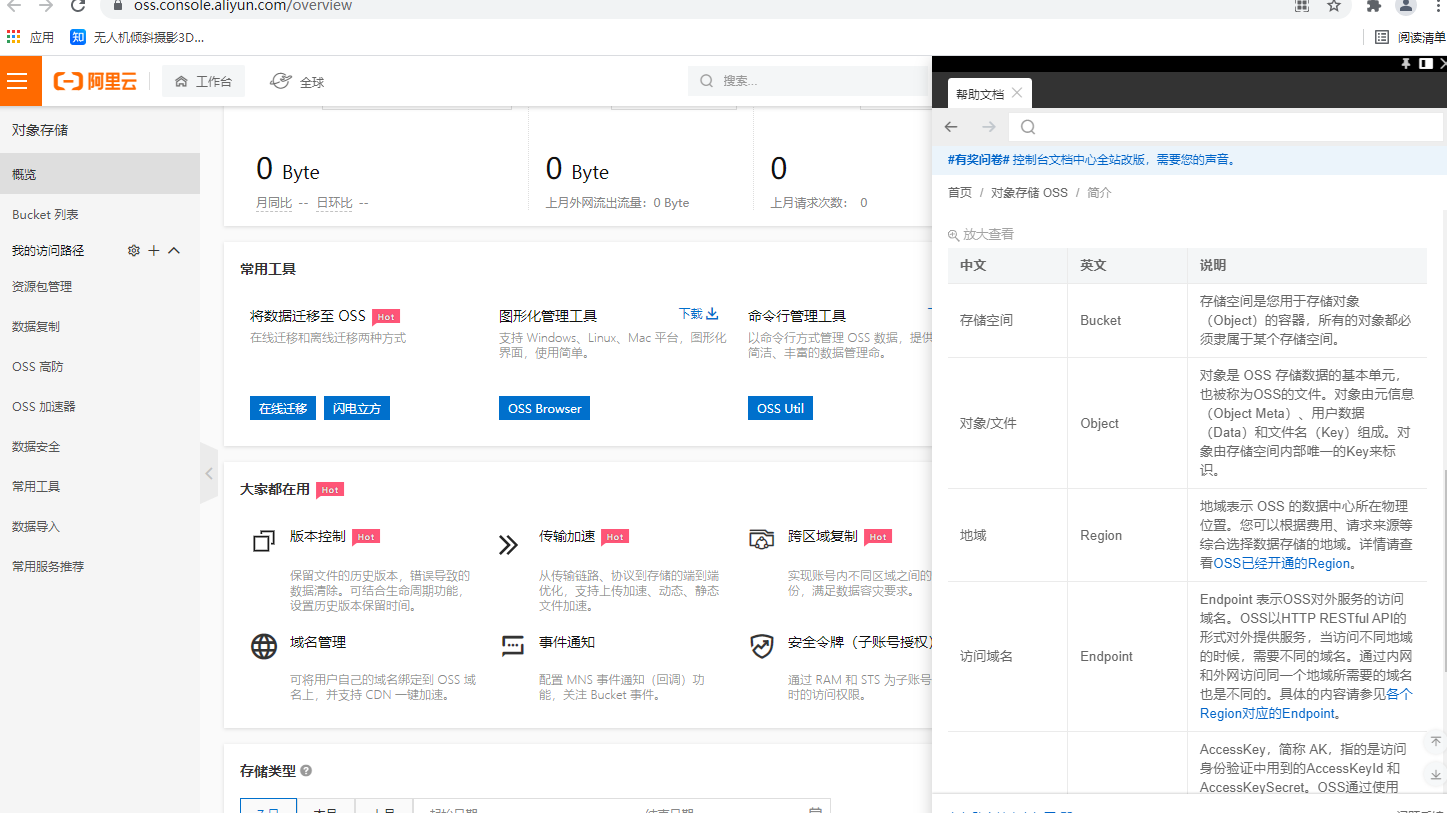 oss.console.aliyun.com/overview
应用
知
无人机倾斜摄影3D...
阅读清单
阿里云
工作台
全球
搜索...
对象存储
概览
Bucket 列表
我的访问路径
资源包管理
数据复制
OSS 高防
OSS 加速器
数据安全
常用工具
数据导入
常用服务推荐
0 Byte
月同比 -- 日环比 --
0 Byte
上月外网流出流量：0 Byte
0
上月请求次数： 0
常用工具
将数据迁移至 OSS Hot
在线迁移和离线迁移两种方式
在线迁移 闪电立方
图形化管理工具 下载
支持 Windows、Linux、Mac 平台，图形化
界面，使用简单。
OSS Browser
命令行管理工具
以命令行方式管理 OSS 数据，提供
简洁、丰富的数据管理命。
OSS Util
大家都在用 Hot
版本控制 Hot
保留文件的历史版本，错误导致的
数据清除。可结合生命周期功能，
设置历史版本保留时间。
传输加速 Hot
从传输链路、协议到存储的端到端
优化，支持上传加速、动态、静态
文件加速。
跨区域复制 Hot
实现账号内不同区域之间的
份，满足数据容灾要求。
域名管理
可将用户自己的域名绑定到 OSS 域
名上，并支持 CDN 一键加速。
事件通知
配置 MNS 事件通知（回调）功
能，关注 Bucket 事件。
安全令牌（子账号授权）
通过 RAM 和 STS 为子账号
时的访问权限。
存储类型
帮助文档
#有奖问卷# 控制台文档中心全站改版，需要您的声音。
首页 / 对象存储 OSS / 简介
放大查看
中文 英文 说明
存储空间 Bucket
存储空间是您用于存储对象
（Object）的容器，所有的对象都必
须隶属于某个存储空间。
对象/文件 Object
对象是 OSS 存储数据的基本单元，
也被称为OSS的文件。对象由元信息
（Object Meta）、用户数据
（Data）和文件名（Key）组成。对
象由存储空间内部唯一的Key来标
识。
地域 Region
地域表示 OSS 的数据中心所在物理
位置。您可以根据费用、请求来源等
综合选择数据存储的地域。详情请查
看OSS已经开通的Region。
访问域名 Endpoint
Endpoint 表示OSS对外服务的访问
域名。OSS以HTTP RESTful API的
形式对外提供服务，当访问不同地域
的时候，需要不同的域名。通过内网
和外网访问同一个地域所需要的域名
也是不同的。具体的内容请参见各个
Region对应的Endpoint。
AccessKey，简称 AK，指的是访问
身份验证中用到的AccessKeyId 和
AccessKeySecret。OSS通过使用